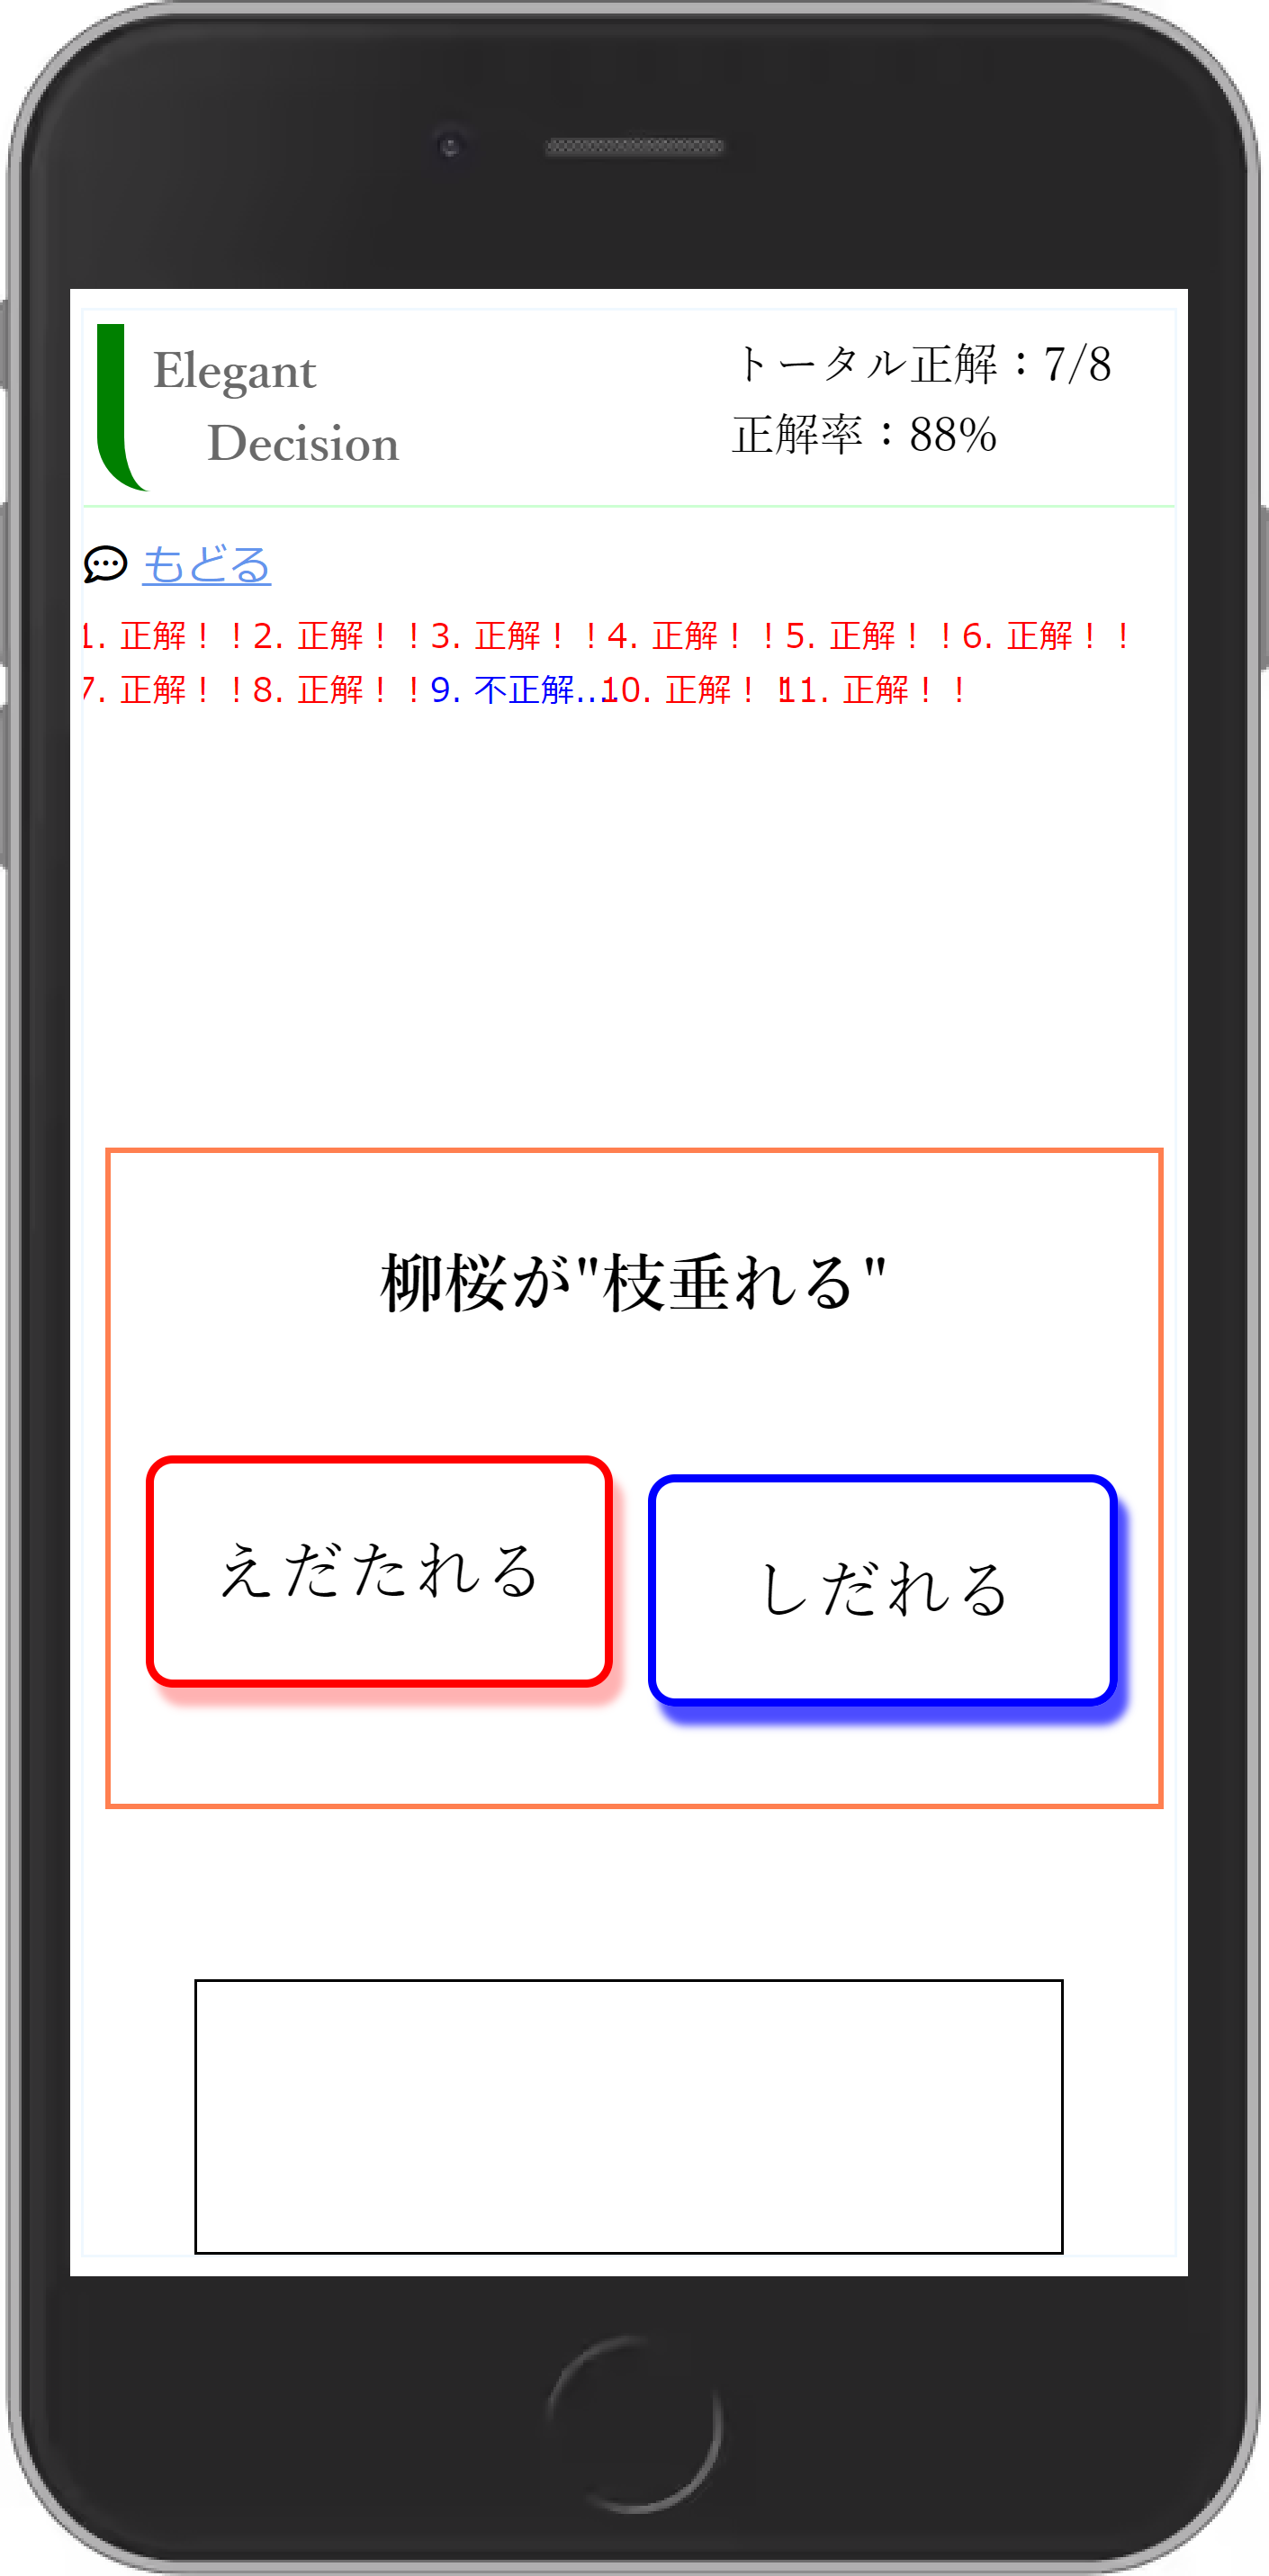 Elegant
Decision
トータル正解：7/8
正解率：88%
もどる
1. 正解！！2. 正解！！3. 正解！！4. 正解！！5. 正解！！6. 正解！！
7. 正解！！8. 正解！！9. 不正解...10. 正解！！11. 正解！！
柳桜が"枝垂れる"
えだたれる
しだれる